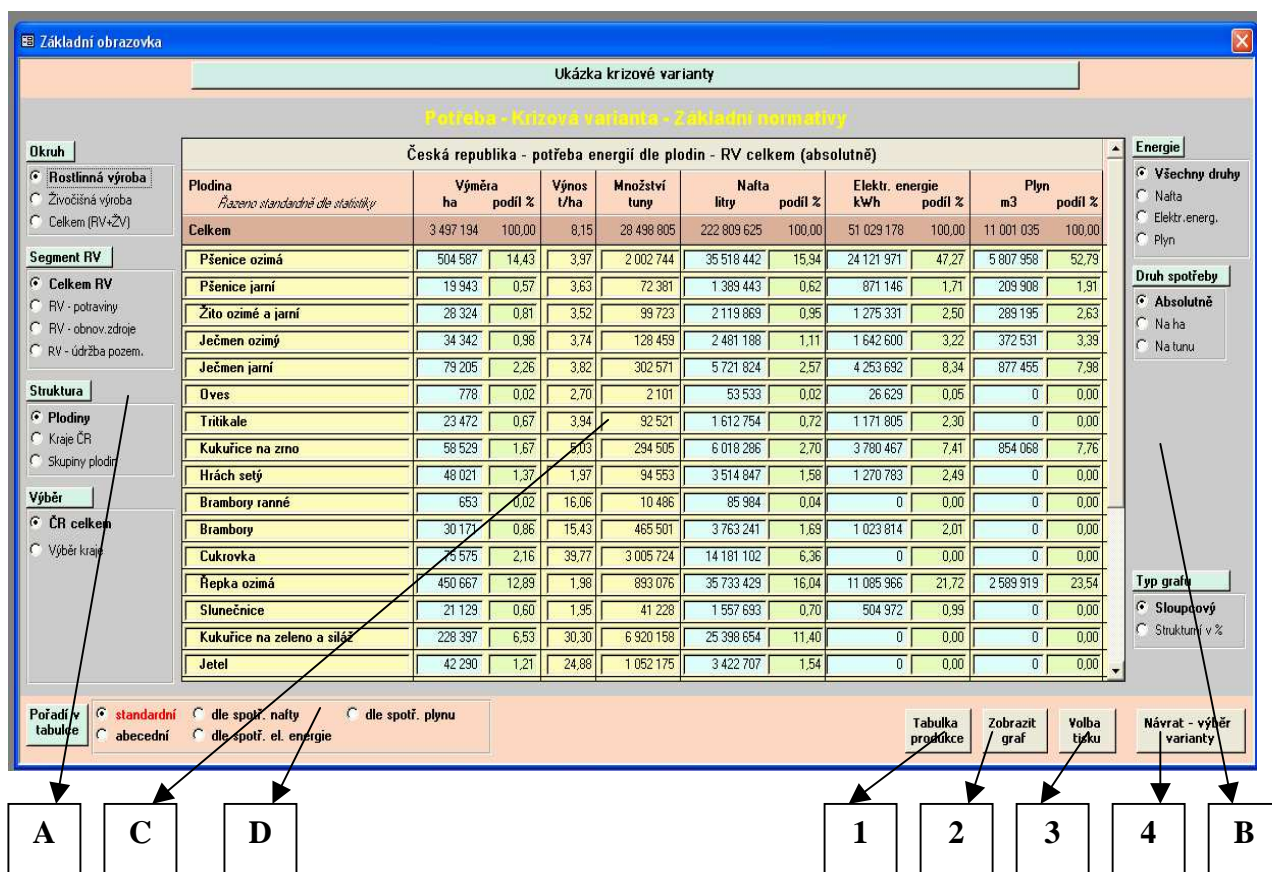 Základní obrazovka
Ukázka krizové varianty
Potřeba - Krizová varianta - Základní normativy
Okruh
Rostlinná výroba
Živočišná výroba
Celkem (RV+ŽV)
Segment RV
Celkem RV
RV - potraviny
RV - obnov.zdroje
RV - údržba pozem.
Struktura
Plodiny
Kraje ČR
Skupiny plodin
Výběr
ČR celkem
Výběr kraje
Česká republika - potřeba energií dle plodin - RV celkem (absolutně)
Plodina Výměra Výnos Množství Nafta Elektr. energie Plyn
Řazeno standardně dle statistiky ha podíl % t/ha tuny litry podíl % kWh podíl % m3 podíl %
Celkem 3 497 194 100,00 8,15 28 498 805 222 809 625 100,00 51 029 178 100,00 11 001 035 100,00
Pšenice ozimá 504 587 14,43 3,97 2 002 744 35 518 442 15,94 24 121 971 47,27 5 807 958 52,79
Pšenice jarní 19 943 0,57 3,63 72 381 1 389 443 0,62 871 146 1,71 209 908 1,91
Žito ozimé a jarní 28 324 0,81 3,52 99 723 2 119 869 0,95 1 275 331 2,50 289 195 2,63
Ječmen ozimý 34 342 0,98 3,74 128 459 2 481 188 1,11 1 642 600 3,22 372 531 3,39
Ječmen jarní 79 205 2,26 3,82 302 571 5 721 824 2,57 4 253 692 8,34 877 455 7,98
Oves 778 0,02 2,70 2 101 53 533 0,02 26 629 0,05 0 0,00
Tritikale 23 472 0,67 3,94 92 521 1 612 754 0,72 1 171 805 2,30 0 0,00
Kukuřice na zrno 58 529 1,67 5,03 294 505 6 018 286 2,70 3 780 467 7,41 854 068 7,76
Hrách setý 48 021 1,37 1,97 94 553 3 514 847 1,58 1 270 783 2,49 0 0,00
Brambory ranné 653 0,02 16,06 10 486 85 984 0,04 0 0,00 0 0,00
Brambory 30 171 0,86 15,43 465 501 3 763 241 1,69 1 023 814 2,01 0 0,00
Cukrovka 75 575 2,16 39,77 3 005 724 14 181 102 6,36 0 0,00 0 0,00
Řepka ozimá 450 667 12,89 1,98 893 076 35 733 429 16,04 11 085 966 21,72 2 589 919 23,54
Slunečnice 21 129 0,60 1,95 41 228 1 557 693 0,70 504 972 0,99 0 0,00
Kukuřice na zeleno a siláž 228 397 6,53 30,30 6 920 158 25 398 654 11,40 0 0,00 0 0,00
Jetel 42 290 1,21 24,88 1 052 175 3 422 707 1,54 0 0,00 0 0,00
Energie
Všechny druhy
Nafta
Elektr.energ.
Plyn
Druh spotřeby
Absolutně
Na ha
Na tunu
Typ grafu
Sloupcový
Strukturní v %
Pořadí v
tabulce
standardní dle spotř. nafty dle spotř. plynu
abecední dle spotř. el. energie
Tabulka
produkce
Zobrazit
graf
Volba
tisku
Návrat - výběr
varianty
A C D 1 2 3 4 B